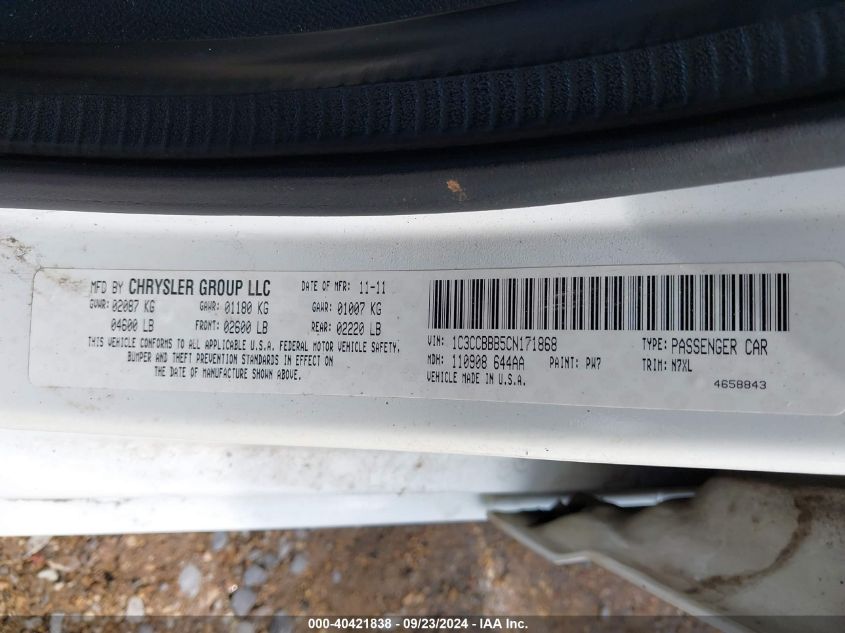 MFD BY CHRYSLER GROUP LLC DATE OF MFR: 11-11
GVWR: 02087 KG GAWR: 01180 KG GAWR: 01007 KG
04600 LB FRONT: 02600 LB REAR: 02220 LB
THIS VEHICLE CONFORMS TO ALL APPLICABLE U.S.A. FEDERAL MOTOR VEHICLE SAFETY,
BUMPER AND THEFT PREVENTION STANDARDS IN EFFECT ON
THE DATE OF MANUFACTURE SHOWN ABOVE.
VIN: 1C3CCBBB5CN171868 TYPE: PASSENGER CAR
MDH: 110908 644AA PAINT: PW7 TRIM: N7XL
VEHICLE MADE IN U.S.A.
4658843
000-40421838 - 09/23/2024 - IAA Inc.